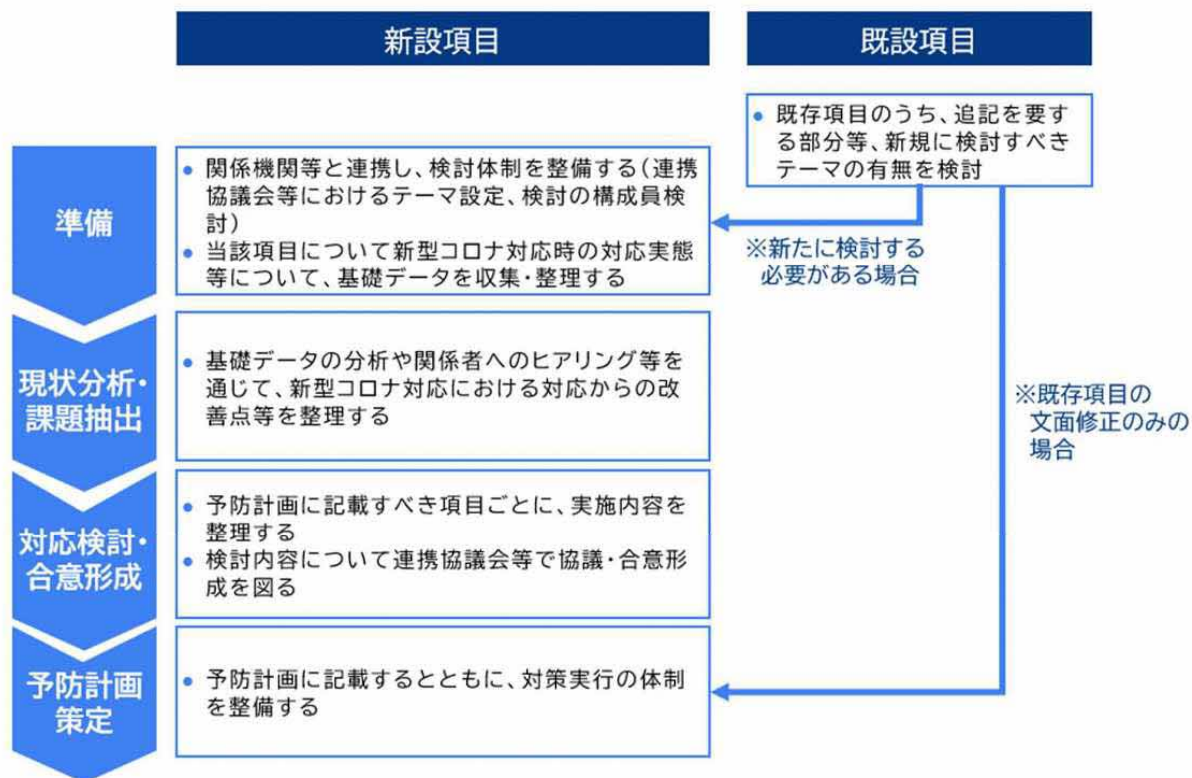 新設項目
既設項目
● 既存項目のうち、追記を要す
る部分等、新規に検討すべき
テーマの有無を検討
準備
● 関係機関等と連携し、検討体制を整備する(連携
協議会等におけるテーマ設定、検討の構成員検
討)
● 当該項目について新型コロナ対応時の対応実態
等について、基礎データを収集・整理する
※新たに検討する
必要がある場合
現状分析・
課題抽出
● 基礎データの分析や関係者へのヒアリング等を
通じて、新型コロナ対応における対応からの改
善点等を整理する
※既存項目の
文面修正のみの
場合
対応検討・
合意形成
● 予防計画に記載すべき項目ごとに、実施内容を
整理する
● 検討内容について連携協議会等で協議・合意形
成を図る
予防計画
策定
● 予防計画に記載するとともに、対策実行の体制
を整備する